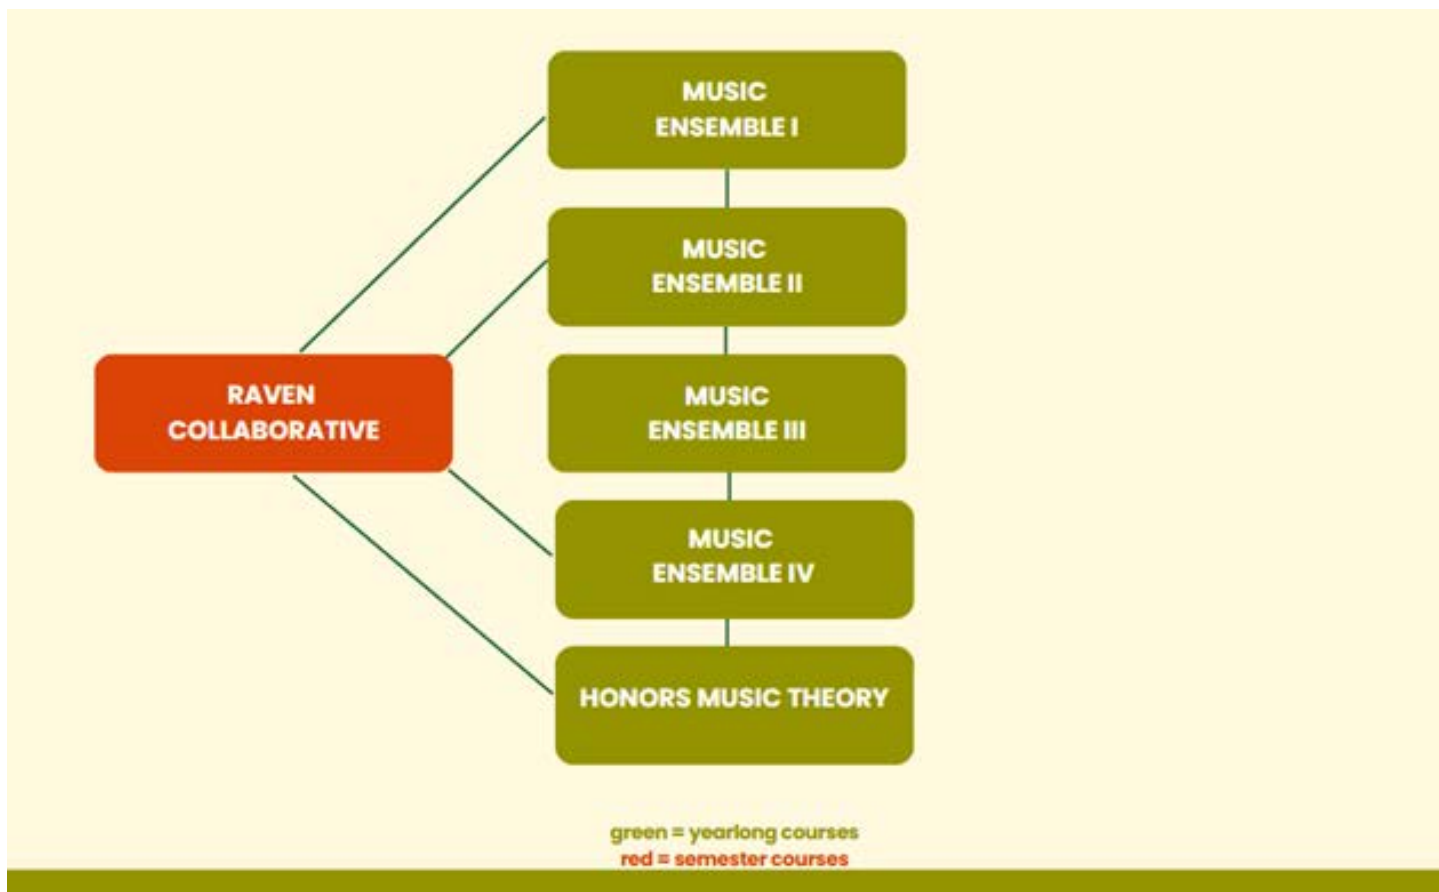 MUSIC
ENSEMBLE I
MUSIC
ENSEMBLE II
RAVEN
COLLABORATIVE
MUSIC
ENSEMBLE III
MUSIC
ENSEMBLE IV
HONORS MUSIC THEORY
green = yearlong courses
red = semester courses